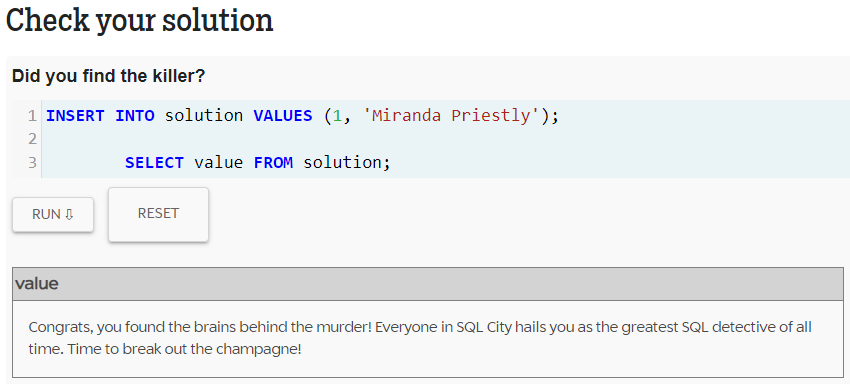 Check your solution
Did you find the killer?
1 INSERT INTO solution VALUES (1, 'Miranda Priestly');
2
3 SELECT value FROM solution;
RUN ⇩
RESET
value
Congrats, you found the brains behind the murder! Everyone in SQL City hails you as the greatest SQL detective of all
time. Time to break out the champagne!